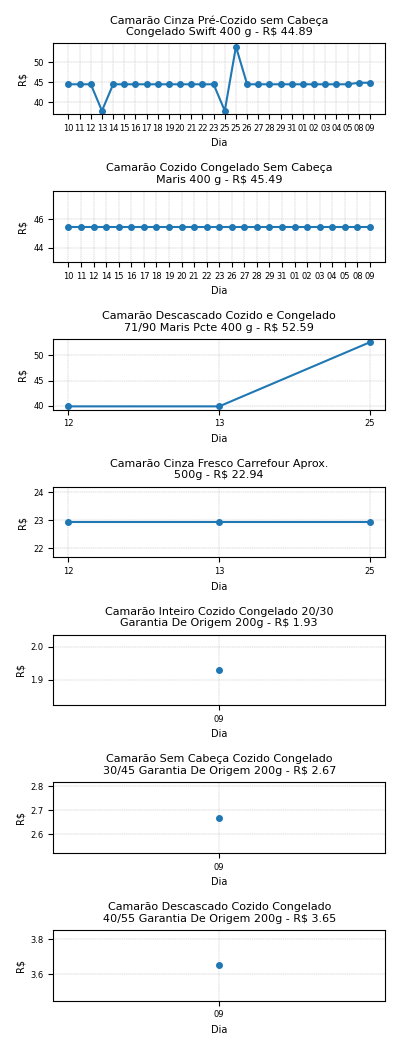 Camarão Cinza Pré-Cozido sem Cabeça
Congelado Swift 400 g - R$ 44.89
50
45
40
R$
10 11 12 13 14 15 16 17 18 19 20 21 22 23 24 25 26 27 28 29 31 01 02 03 04 05 08 09
Dia
Camarão Cozido Congelado Sem Cabeça
Maris 400 g - R$ 45.49
46
44
R$
10 11 12 13 14 15 16 17 18 19 20 21 22 23 26 27 28 29 31 01 02 03 04 05 08 09
Dia
Camarão Descascado Cozido e Congelado
71/90 Maris Pcte 400 g - R$ 52.59
50
45
40
R$
12 13 25
Dia
Camarão Cinza Fresco Carrefour Aprox.
500g - R$ 22.94
24
23
22
R$
12 13 25
Dia
Camarão Inteiro Cozido Congelado 20/30
Garantia De Origem 200g - R$ 1.93
2.0
1.9
R$
09
Dia
Camarão Sem Cabeça Cozido Congelado
30/45 Garantia De Origem 200g - R$ 2.67
2.8
2.7
2.6
R$
09
Dia
Camarão Descascado Cozido Congelado
40/55 Garantia De Origem 200g - R$ 3.65
3.8
3.6
R$
09
Dia